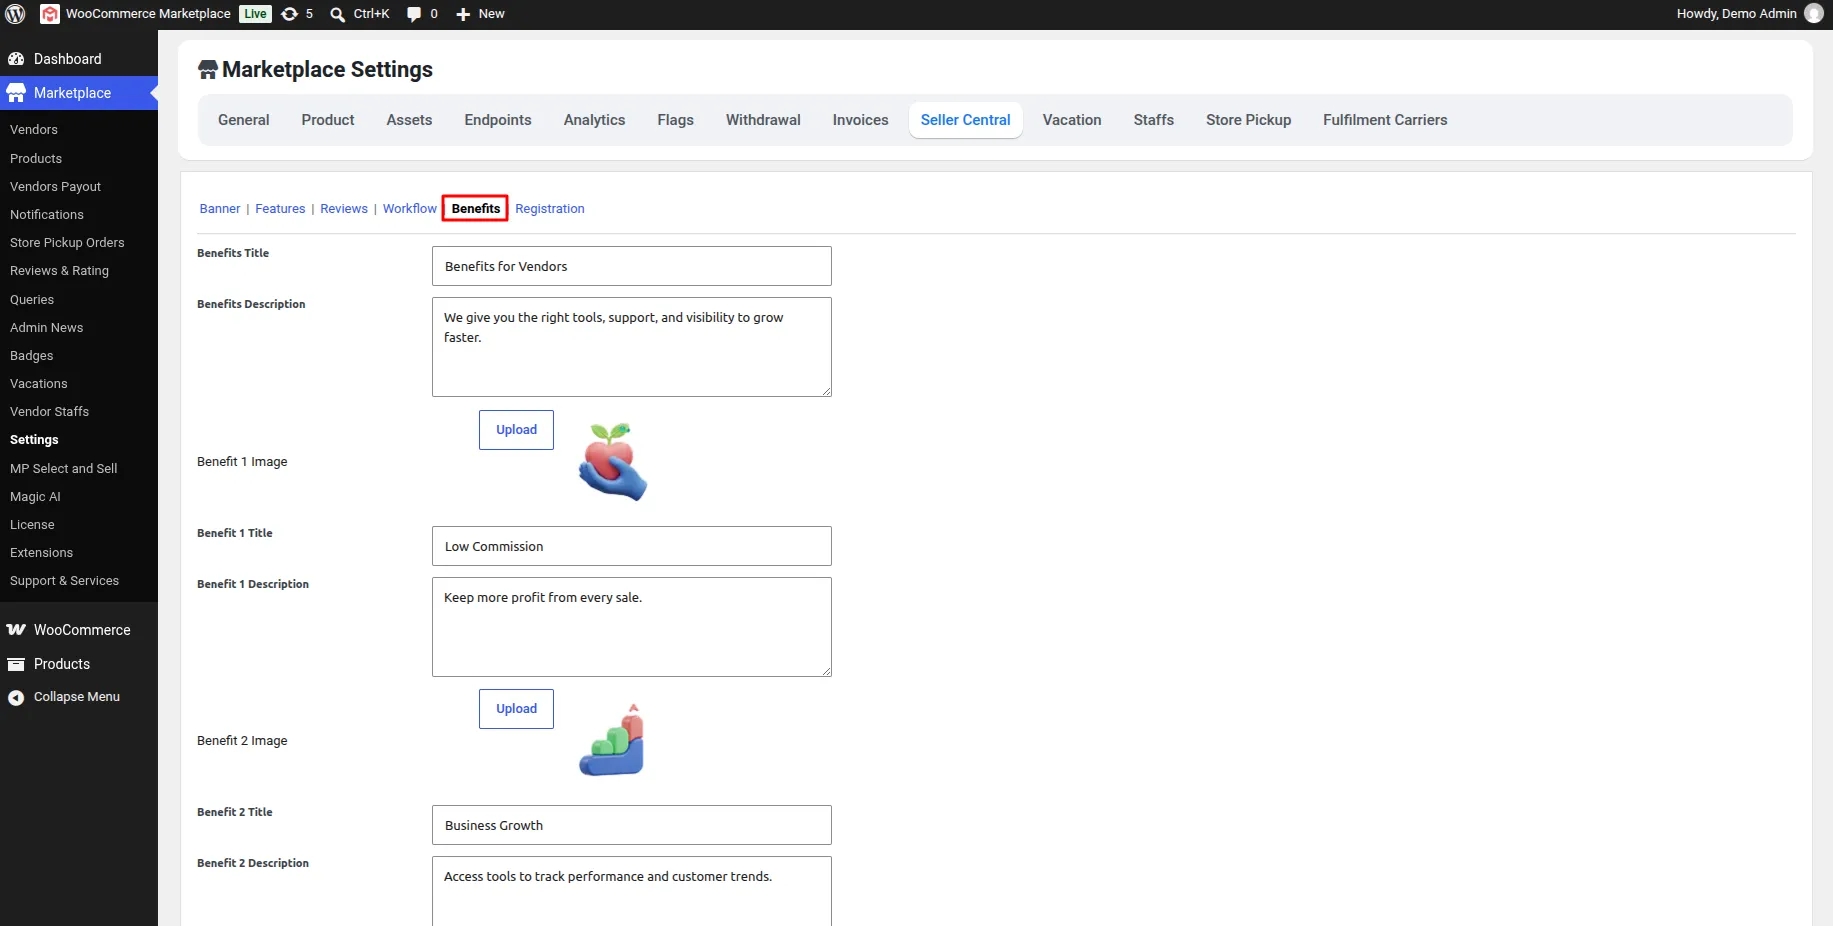 WooCommerce Marketplace Live 5 Ctrl+K 0 New Howdy, Demo Admin
Dashboard
Marketplace
Vendors
Products
Vendors Payout
Notifications
Store Pickup Orders
Reviews & Rating
Queries
Admin News
Badges
Vacations
Vendor Staffs
Settings
MP Select and Sell
Magic AI
License
Extensions
Support & Services
WooCommerce
Products
Collapse Menu
Marketplace Settings
General Product Assets Endpoints Analytics Flags Withdrawal Invoices Seller Central Vacation Staffs Store Pickup Fulfilment Carriers
Banner | Features | Reviews | Workflow Benefits Registration
Benefits Title
Benefits for Vendors
Benefits Description
We give you the right tools, support, and visibility to grow
faster.
Upload
Benefit 1 Image
Benefit 1 Title
Low Commission
Benefit 1 Description
Keep more profit from every sale.
Upload
Benefit 2 Image
Benefit 2 Title
Business Growth
Benefit 2 Description
Access tools to track performance and customer trends.